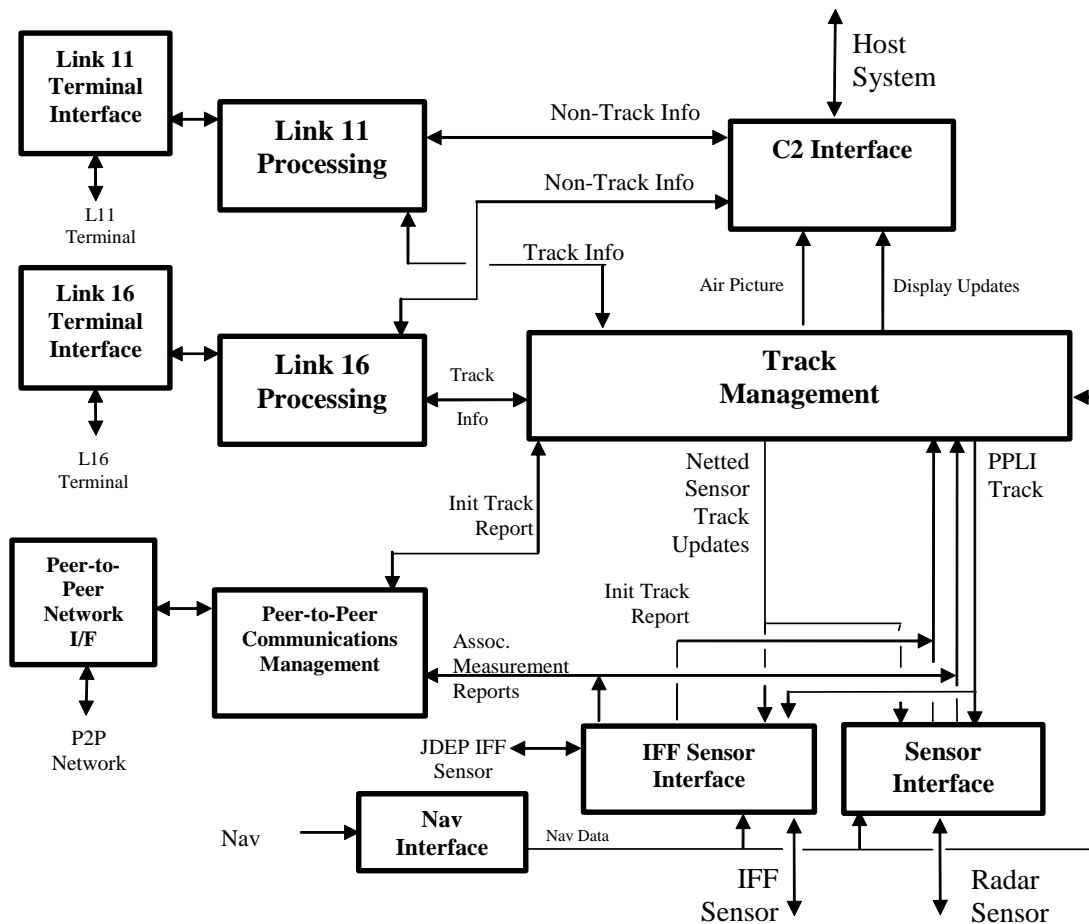 Link 11
Terminal
Interface
Host
System
Link 11
Processing
Non-Track Info
C2 Interface
Non-Track Info
L11
Terminal
Track Info
Link 16
Terminal
Interface
Air Picture
Display Updates
Link 16
Processing
Track
Info
Track
Management
L16
Terminal
Init Track
Report
Netted
Sensor
Track
Updates
PPLI
Track
Peer-to-
Peer
Network
I/F
Peer-to-Peer
Communications
Management
Init Track
Report
Assoc.
Measurement
Reports
P2P
Network
JDEP IFF
Sensor
IFF Sensor
Interface
Sensor
Interface
Nav
Nav
Interface
Nav Data
IFF
Sensor
Radar
Sensor